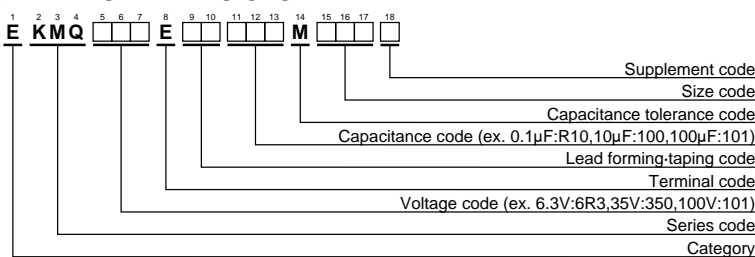 1 2 3 4 5 6 7 8 9 10 11 12 13 14 15 16 17 18
E KMQ E M
Supplement code
Size code
Capacitance tolerance code
Capacitance code (ex. 0.1μF:R10,10μF:100,100μF:101)
Lead forming·taping code
Terminal code
Voltage code (ex. 6.3V:6R3,35V:350,100V:101)
Series code
Category